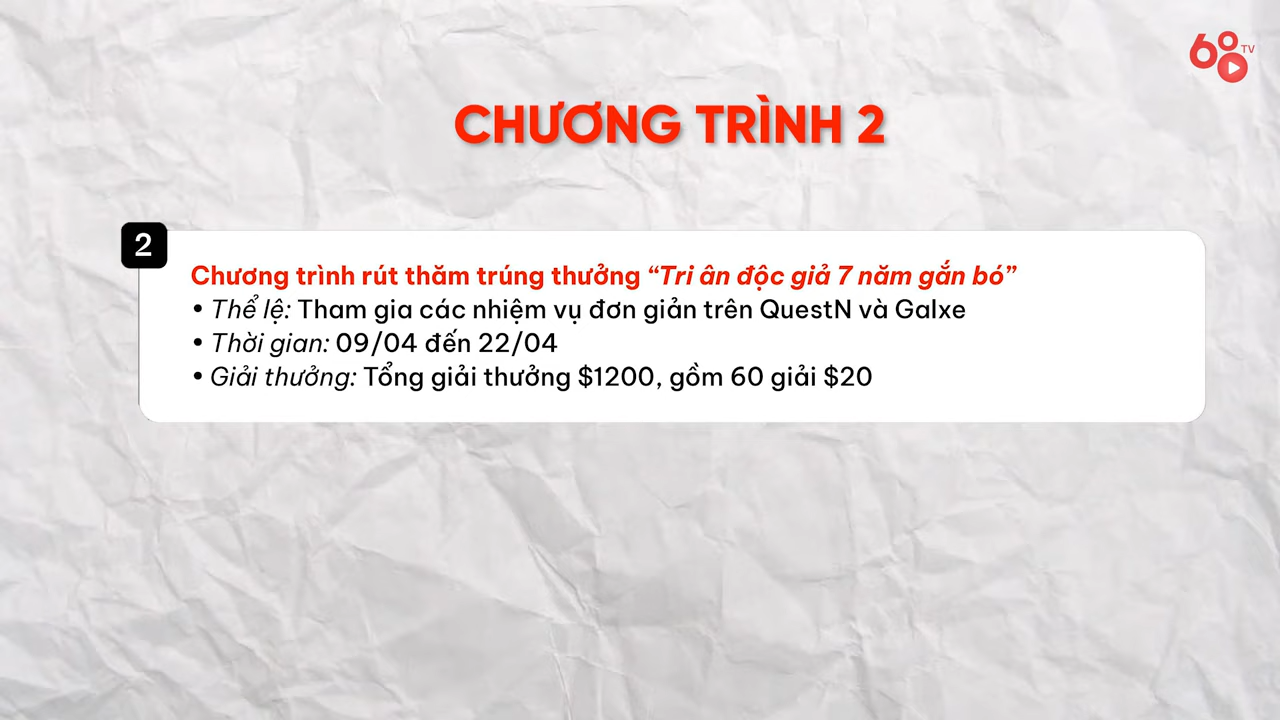 68 TV
CHƯƠNG TRÌNH 2
2
Chương trình rút thăm trúng thưởng “Tri ân độc giả 7 năm gắn bó”
• Thể lệ: Tham gia các nhiệm vụ đơn giản trên QuestN và Galxe
• Thời gian: 09/04 đến 22/04
• Giải thưởng: Tổng giải thưởng $1200, gồm 60 giải $20